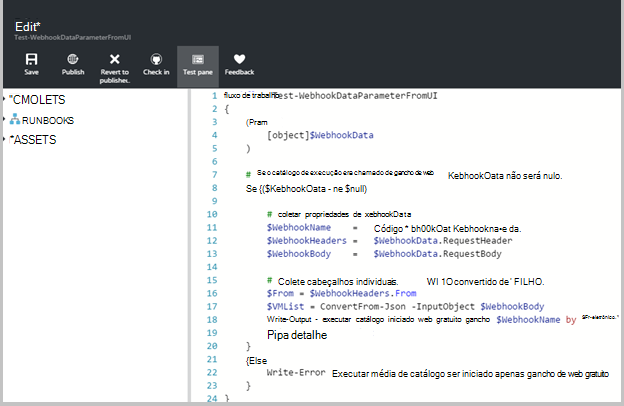 Edit*
Test-WebhookDataParameterFromUI
Save
Publish
Revert to publishec.
Check in
Test pane
Feedback
"CMOLETS
RUNBOOKS
*ASSETS
1 fluxo de trabalho Test-WebhookDataParameterFromUI
2 {
3 (Pram
4 [object]$WebhookData
5 )
6
7 # Se o catálogo de execução era chamado de gancho de web KebhookOata não será nulo.
8 Se {($KebhookOata - ne $null)
9
10 # coletar propriedades de xebhookData
11 $WebhookName = Código * bh00kOat Kebhookna•e da.
12 $WebhookHeaders = $WebhookData.RequestHeader
13 $WebhookBody = $WebhookData.RequestBody
14
15 # Colete cabeçalhos individuais. WI 1O convertido de ' FILHO.
16 $From = $WebhookHeaders.From
17 $VMList = ConvertFrom-Json -InputObject $WebhookBody
18 Write-Output - executar catálogo iniciado web gratuito gancho $WebhookName by
19 Pipa detalhe
20 }
21 {Else
22 Write-Error Executar média de catálogo ser iniciado apenas gancho de web gratuito
23 }
24 }